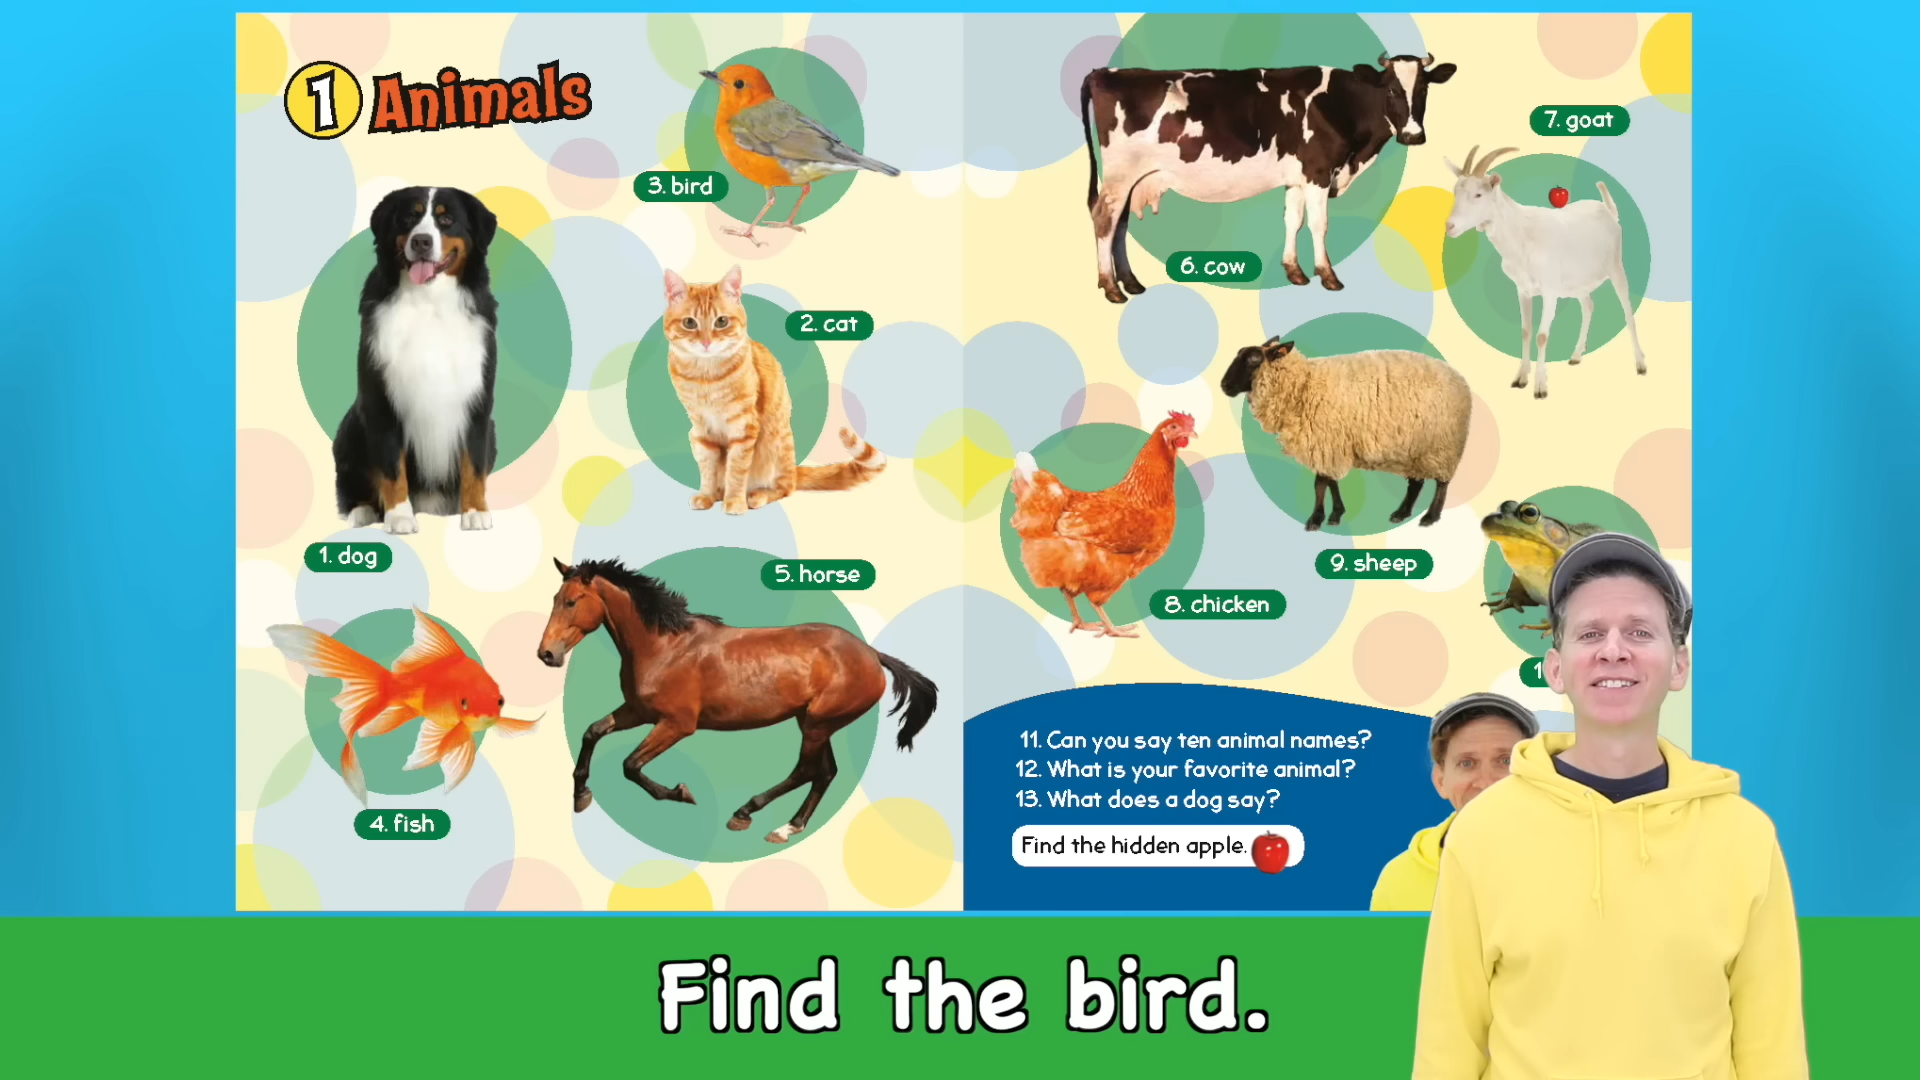 1 Animals
3. bird
7. goat
6. cow
2. cat
1. dog
5. horse
9. sheep
8. chicken
4. fish
11. Can you say ten animal names?
12. What is your favorite animal?
13. What does a dog say?
Find the hidden apple.
Find the bird.